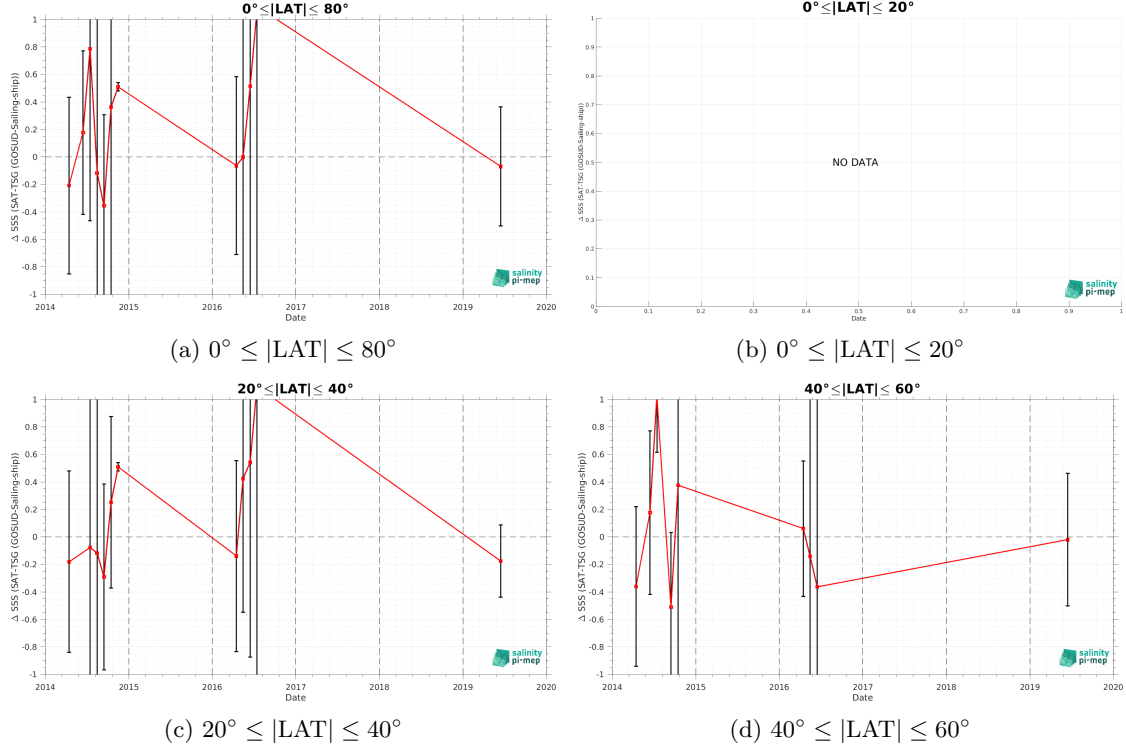 0°≤|LAT|≤ 80°
Δ SSS (SAT-TSG (GOSUD-Sailing-ship))
1
0.8
0.6
0.4
0.2
0
-0.2
-0.4
-0.6
-0.8
-1
2014 2015 2016 2017 2018 2019 2020
Date
salinity
pi-mep
(a) 0° ≤ |LAT| ≤ 80°
0°≤|LAT|≤ 20°
Δ SSS (SAT-TSG (GOSUD-Sailing-ship))
1
0.9
0.8
0.7
0.6
0.5
0.4
0.3
0.2
0.1
0
NO DATA
0 0.1 0.2 0.3 0.4 0.5 0.6 0.7 0.8 0.9 1
Date
salinity
pi-mep
(b) 0° ≤ |LAT| ≤ 20°
20°≤|LAT|≤ 40°
Δ SSS (SAT-TSG (GOSUD-Sailing-ship))
1
0.8
0.6
0.4
0.2
0
-0.2
-0.4
-0.6
-0.8
-1
2014 2015 2016 2017 2018 2019 2020
Date
salinity
pi-mep
(c) 20° ≤ |LAT| ≤ 40°
40°≤|LAT|≤ 60°
Δ SSS (SAT-TSG (GOSUD-Sailing-ship))
1
0.8
0.6
0.4
0.2
0
-0.2
-0.4
-0.6
-0.8
-1
2014 2015 2016 2017 2018 2019 2020
Date
salinity
pi-mep
(d) 40° ≤ |LAT| ≤ 60°